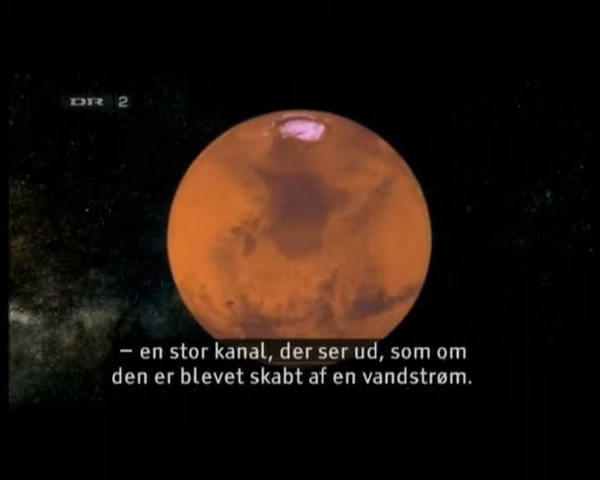 DR 2
– en stor kanal, der ser ud, som om
den er blevet skabt af en vandstrøm.